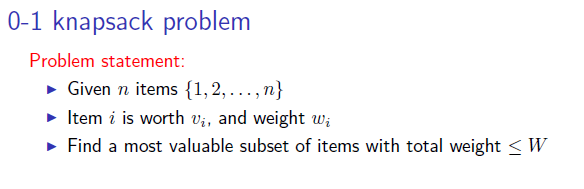 0-1 knapsack problem
Problem statement:
▶ Given n items {1, 2, . . . , n}
▶ Item i is worth vᵢ, and weight wᵢ
▶ Find a most valuable subset of items with total weight ≤ W